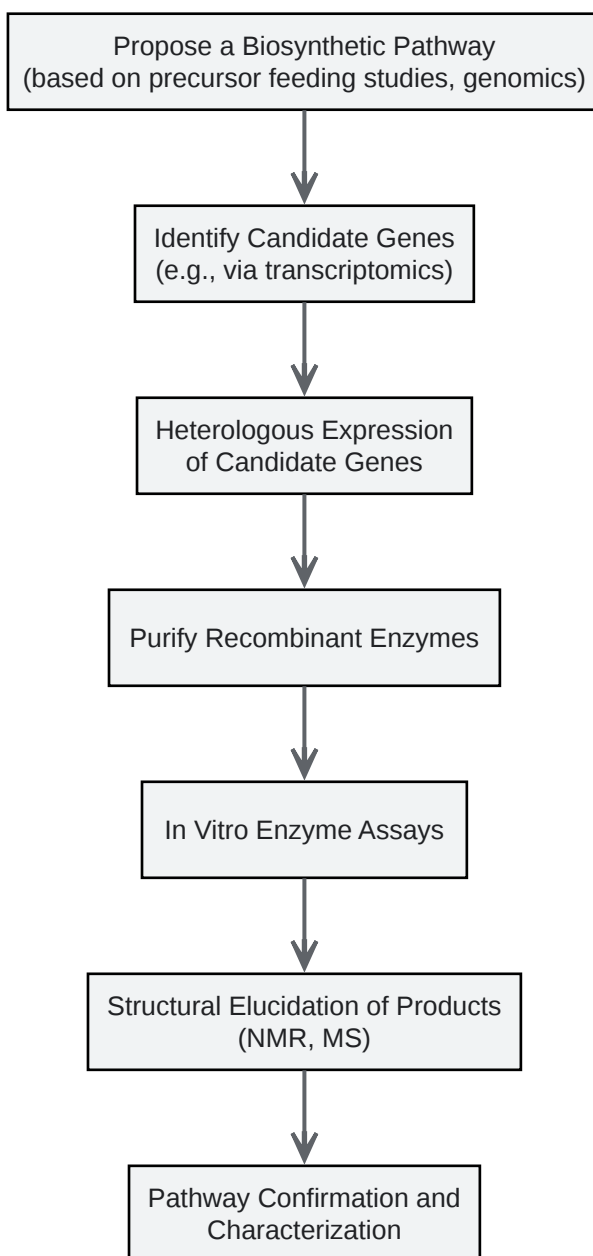 Propose a Biosynthetic Pathway
(based on precursor feeding studies, genomics)
Identify Candidate Genes
(e.g., via transcriptomics)
Heterologous Expression
of Candidate Genes
Purify Recombinant Enzymes
In Vitro Enzyme Assays
Structural Elucidation of Products
(NMR, MS)
Pathway Confirmation and
Characterization